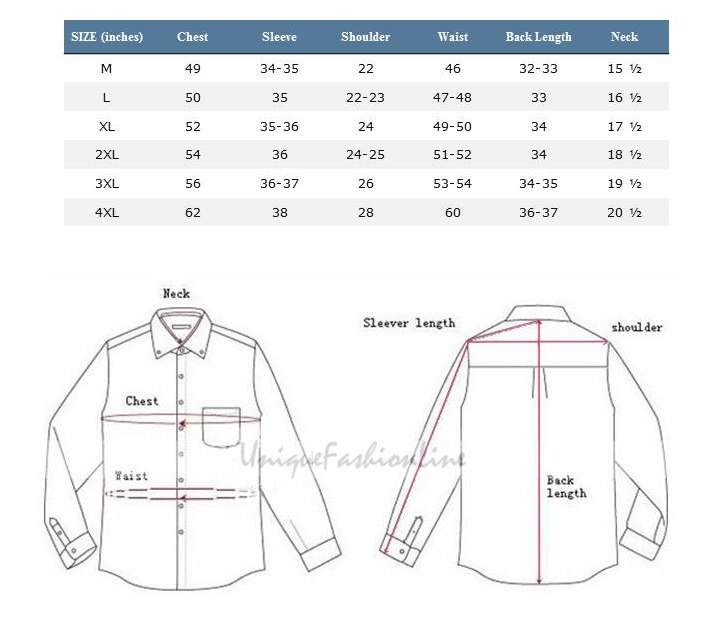 SIZE (inches) Chest Sleeve Shoulder Waist Back Length Neck
M 49 34-35 22 46 32-33 15 ½
L 50 35 22-23 47-48 33 16 ½
XL 52 35-36 24 49-50 34 17 ½
2XL 54 36 24-25 51-52 34 18 ½
3XL 56 36-37 26 53-54 34-35 19 ½
4XL 62 38 28 60 36-37 20 ½
Neck
Sleever length
shoulder
Chest
UniqueFashionline
Waist
Back
length